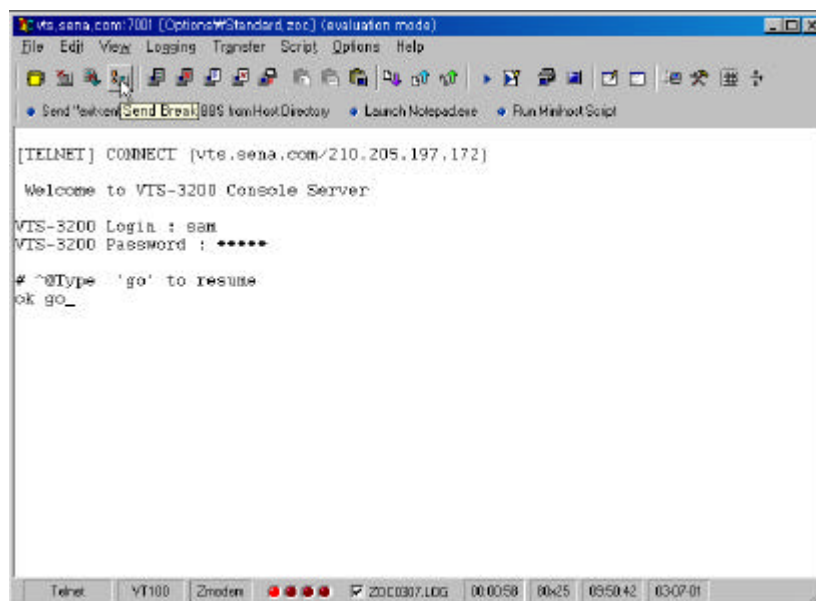 vts,sena,com:7001 [Options₩Standard,zoc] (evaluation mode)
File Edit View Logging Transfer Script Options Help
Send "exit<en Send Break BBS from Host Directory Launch Notepad.exe Run Minihost Script
[TELNET] CONNECT (vts.sena.com/210.205.197.172)
Welcome to VTS-3200 Console Server
VTS-3200 Login : sam
VTS-3200 Password : *****
# ^@Type 'go' to resume
ok go_
Telnet VT100 Zmodem ZOC0307.LOG 00:00:58 80x25 09:50:42 03-07-01